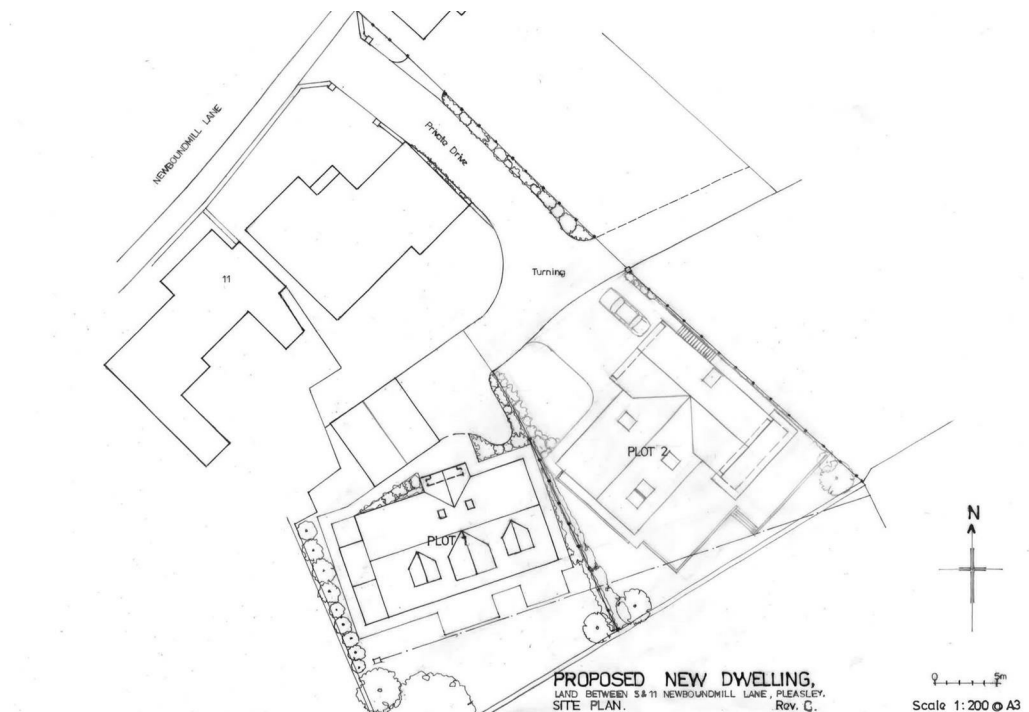 NEWBOUNDMILL LANE
Private Drive
11
Turning
PLOT 2
PLOT 1
N
PROPOSED NEW DWELLING,
LAND BETWEEN 5 & 11 NEWBOUNDMILL LANE, PLEASLEY.
SITE PLAN. Rev. C.
0 5m
Scale 1:200 @ A3